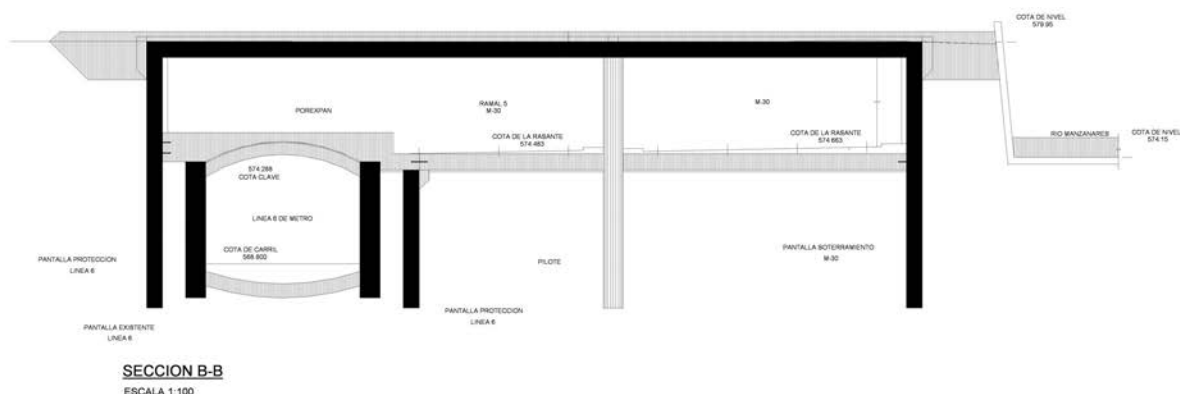 COTA DE NIVEL
579.95
POREXPAN
RAMAL 5
M-30
M-30
COTA DE LA RASANTE
574.483
COTA DE LA RASANTE
574.663
RIO MANZANARES
COTA DE NIVEL
574.15
574.288
COTA CLAVE
LINEA 6 DE METRO
COTA DE CARRIL
568.800
PANTALLA PROTECCION
LINEA 6
PILOTE
PANTALLA SOTERRAMIENTO
M-30
PANTALLA PROTECCION
LINEA 6
PANTALLA EXISTENTE
LINEA 6
SECCION B-B
ESCALA 1:100